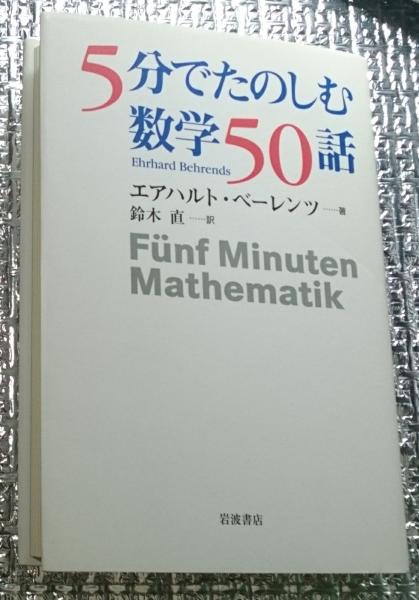 5分でたのしむ
数学50話
Ehrhard Behrends
エアハルト・ベーレンツ……著
鈴木 直……訳
Fünf Minuten
Mathematik
岩波書店